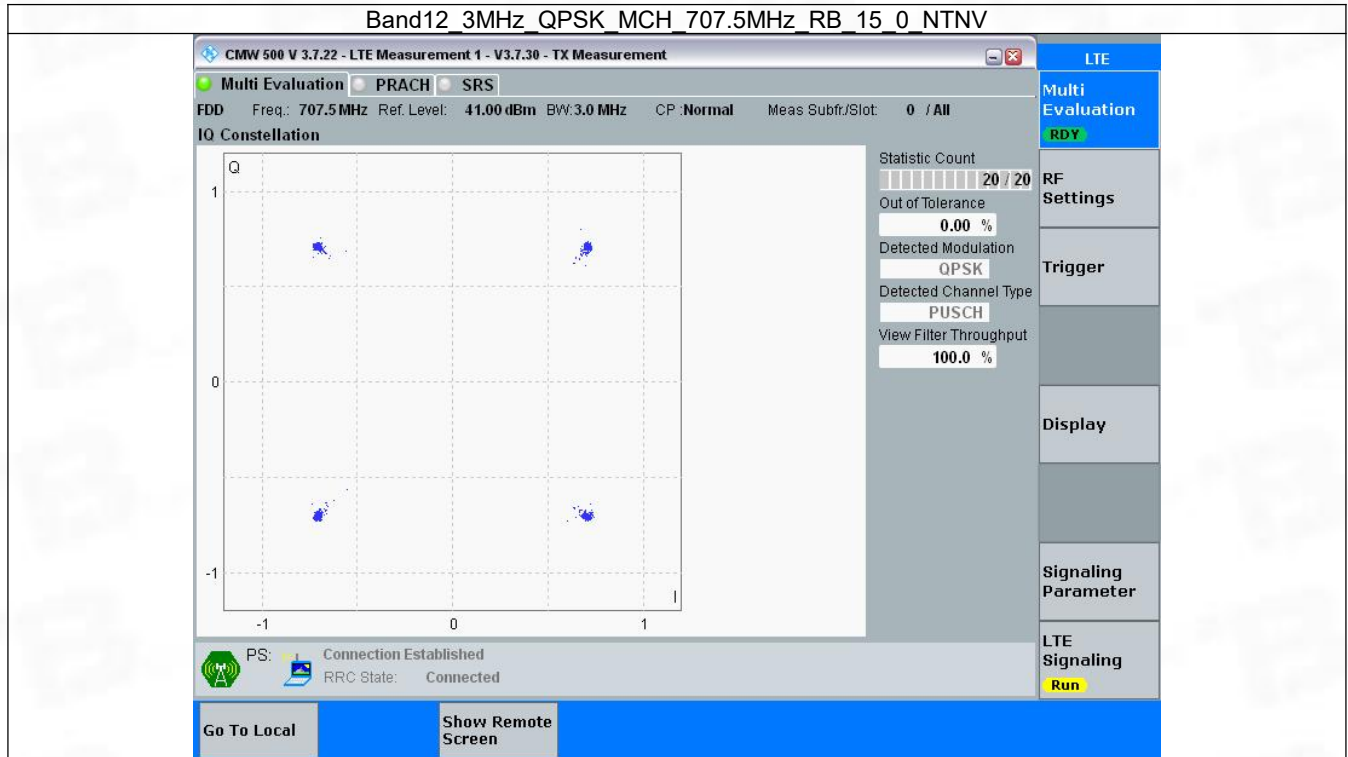 Band12_3MHz_QPSK_MCH_707.5MHz_RB_15_0_NTNV
CMW 500 V 3.7.22 - LTE Measurement 1 - V3.7.30 - TX Measurement
LTE
Multi Evaluation PRACH SRS
Multi
Evaluation
RDY
FDD Freq.: 707.5 MHz Ref. Level: 41.00 dBm BW: 3.0 MHz CP :Normal Meas Subfr./Slot: 0 / All
IQ Constellation
Q
1
0
-1
-1 0 1
I
Statistic Count
20 / 20
Out of Tolerance
0.00 %
Detected Modulation
QPSK
Detected Channel Type
PUSCH
View Filter Throughput
100.0 %
RF
Settings
Trigger
Display
Signaling
Parameter
LTE
Signaling
Run
PS: Connection Established
RRC State: Connected
Go To Local
Show Remote
Screen